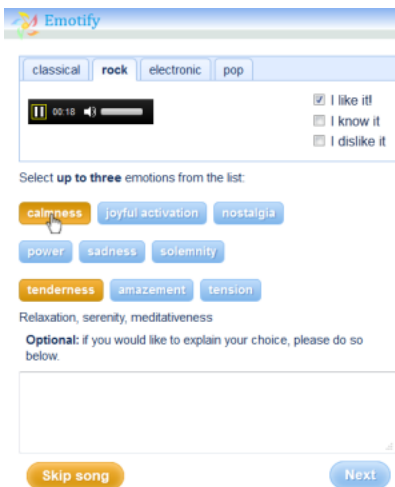 Emotify
classical rock electronic pop
00:18
I like it!
I know it
I dislike it
Select up to three emotions from the list:
calmness joyful activation nostalgia
power sadness solemnity
tenderness amazement tension
Relaxation, serenity, meditativeness
Optional: if you would like to explain your choice, please do so
below.
Skip song Next